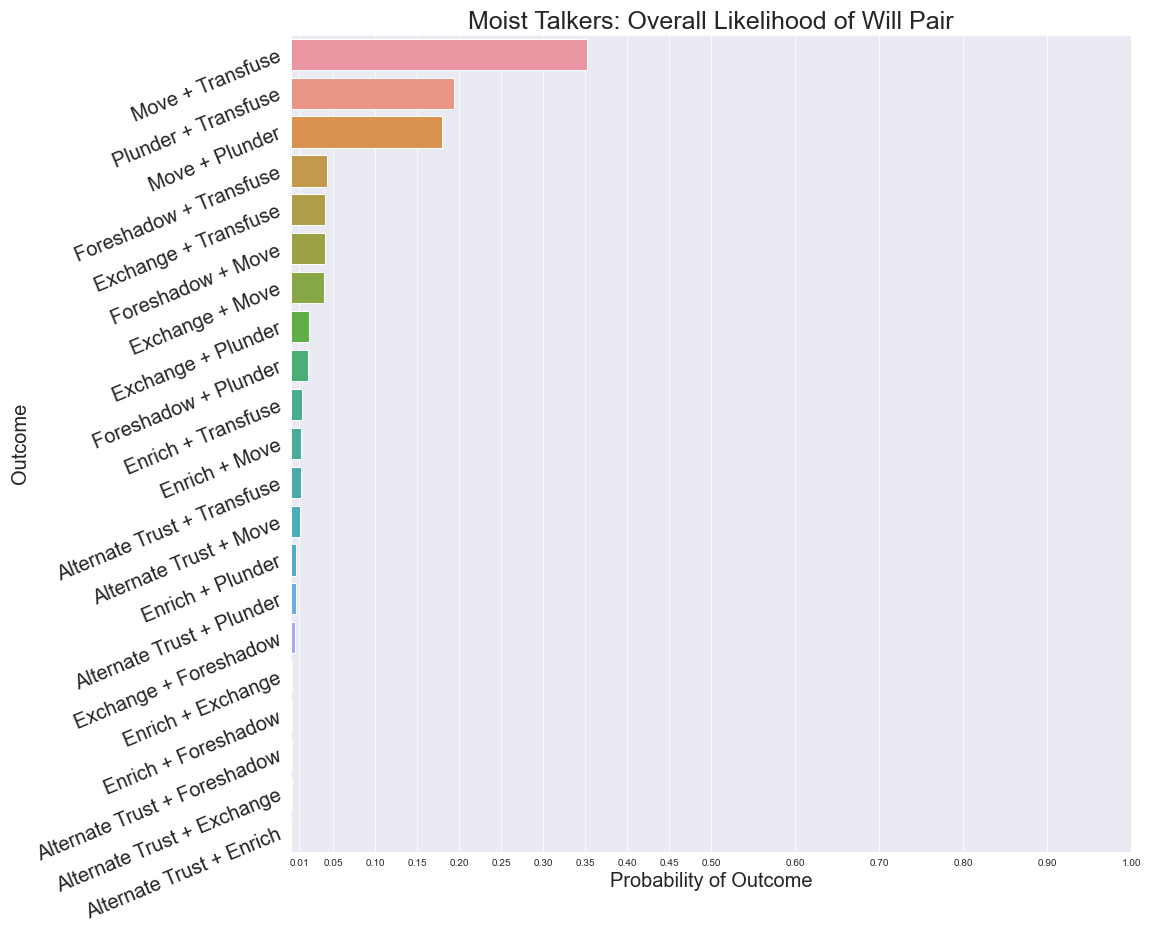 Moist Talkers: Overall Likelihood of Will Pair
Outcome
Move + Transfuse
Plunder + Transfuse
Move + Plunder
Foreshadow + Transfuse
Exchange + Transfuse
Foreshadow + Move
Exchange + Move
Exchange + Plunder
Foreshadow + Plunder
Enrich + Transfuse
Enrich + Move
Alternate Trust + Transfuse
Alternate Trust + Move
Enrich + Plunder
Alternate Trust + Plunder
Exchange + Foreshadow
Enrich + Exchange
Enrich + Foreshadow
Alternate Trust + Foreshadow
Alternate Trust + Exchange
Alternate Trust + Enrich
0.01 0.05 0.10 0.15 0.20 0.25 0.30 0.35 0.40 0.45 0.50 0.60 0.70 0.80 0.90 1.00
Probability of Outcome